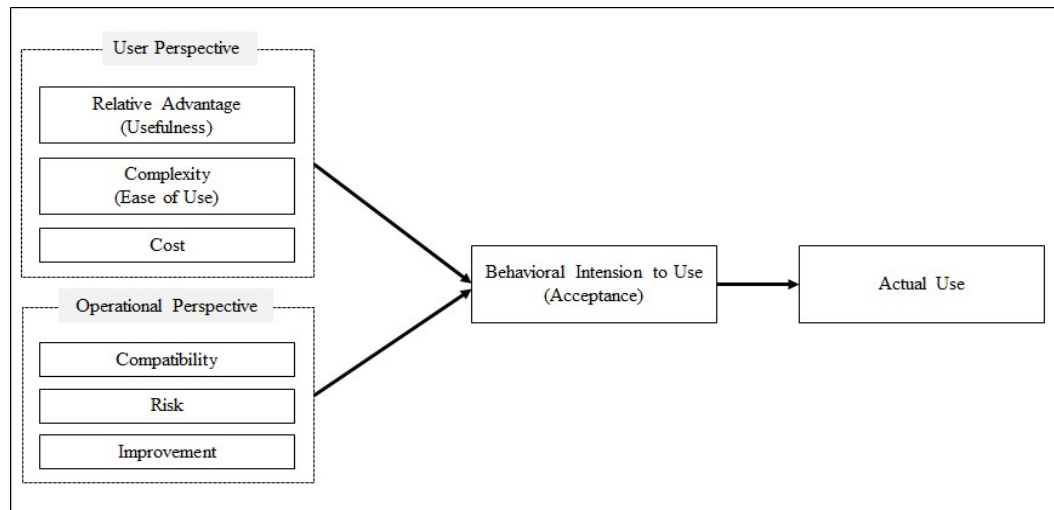 User Perspective
Relative Advantage
(Usefulness)
Complexity
(Ease of Use)
Cost
Operational Perspective
Compatibility
Risk
Improvement
Behavioral Intension to Use
(Acceptance)
Actual Use